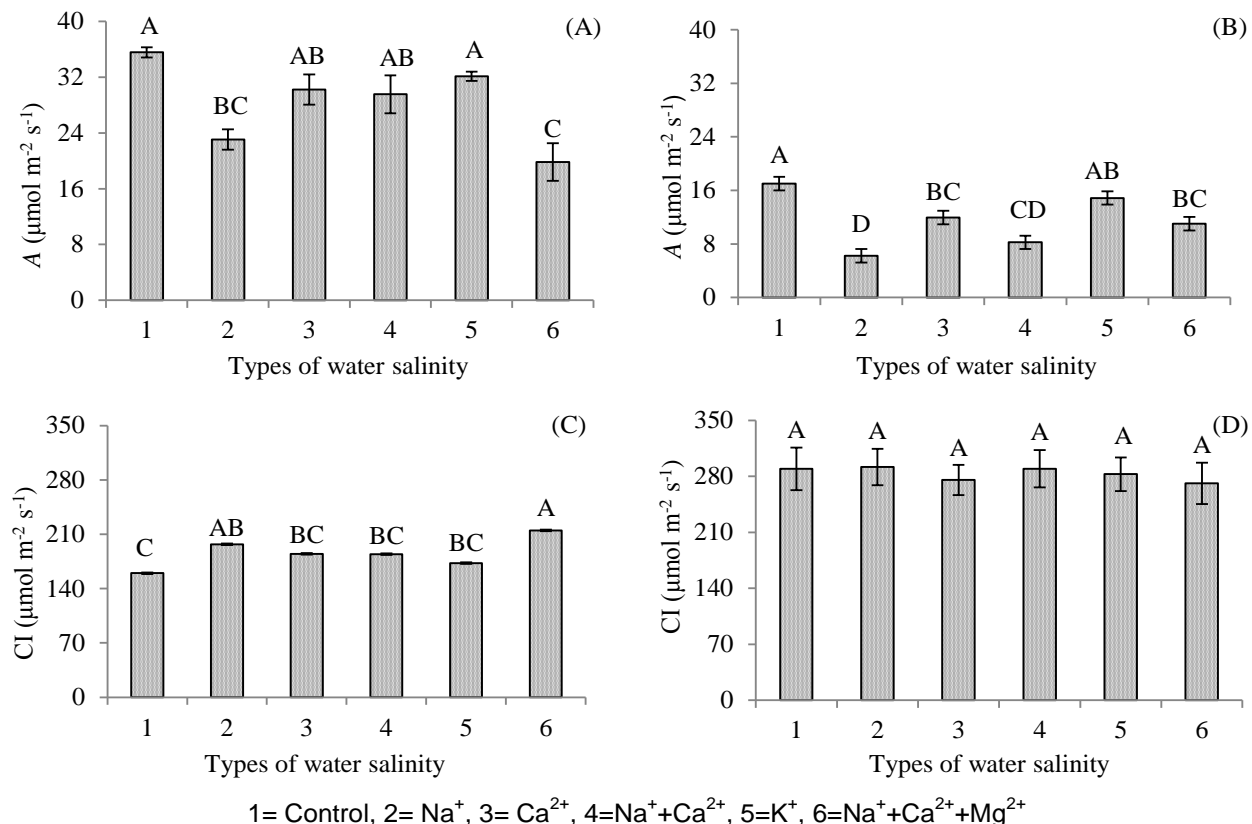 (A)
A (µmol m⁻² s⁻¹)
40
32
24
16
8
0
A
BC
AB
AB
A
C
1 2 3 4 5 6
Types of water salinity
(B)
A (µmol m⁻² s⁻¹)
40
32
24
16
8
0
A
D
BC
CD
AB
BC
1 2 3 4 5 6
Types of water salinity
(C)
CI (µmol m⁻² s⁻¹)
350
280
210
140
70
0
C
AB
BC
BC
BC
A
1 2 3 4 5 6
Types of water salinity
(D)
CI (µmol m⁻² s⁻¹)
350
280
210
140
70
0
A
A
A
A
A
A
1 2 3 4 5 6
Types of water salinity
1= Control, 2= Na⁺, 3= Ca²⁺, 4=Na⁺+Ca²⁺, 5=K⁺, 6=Na⁺+Ca²⁺+Mg²⁺